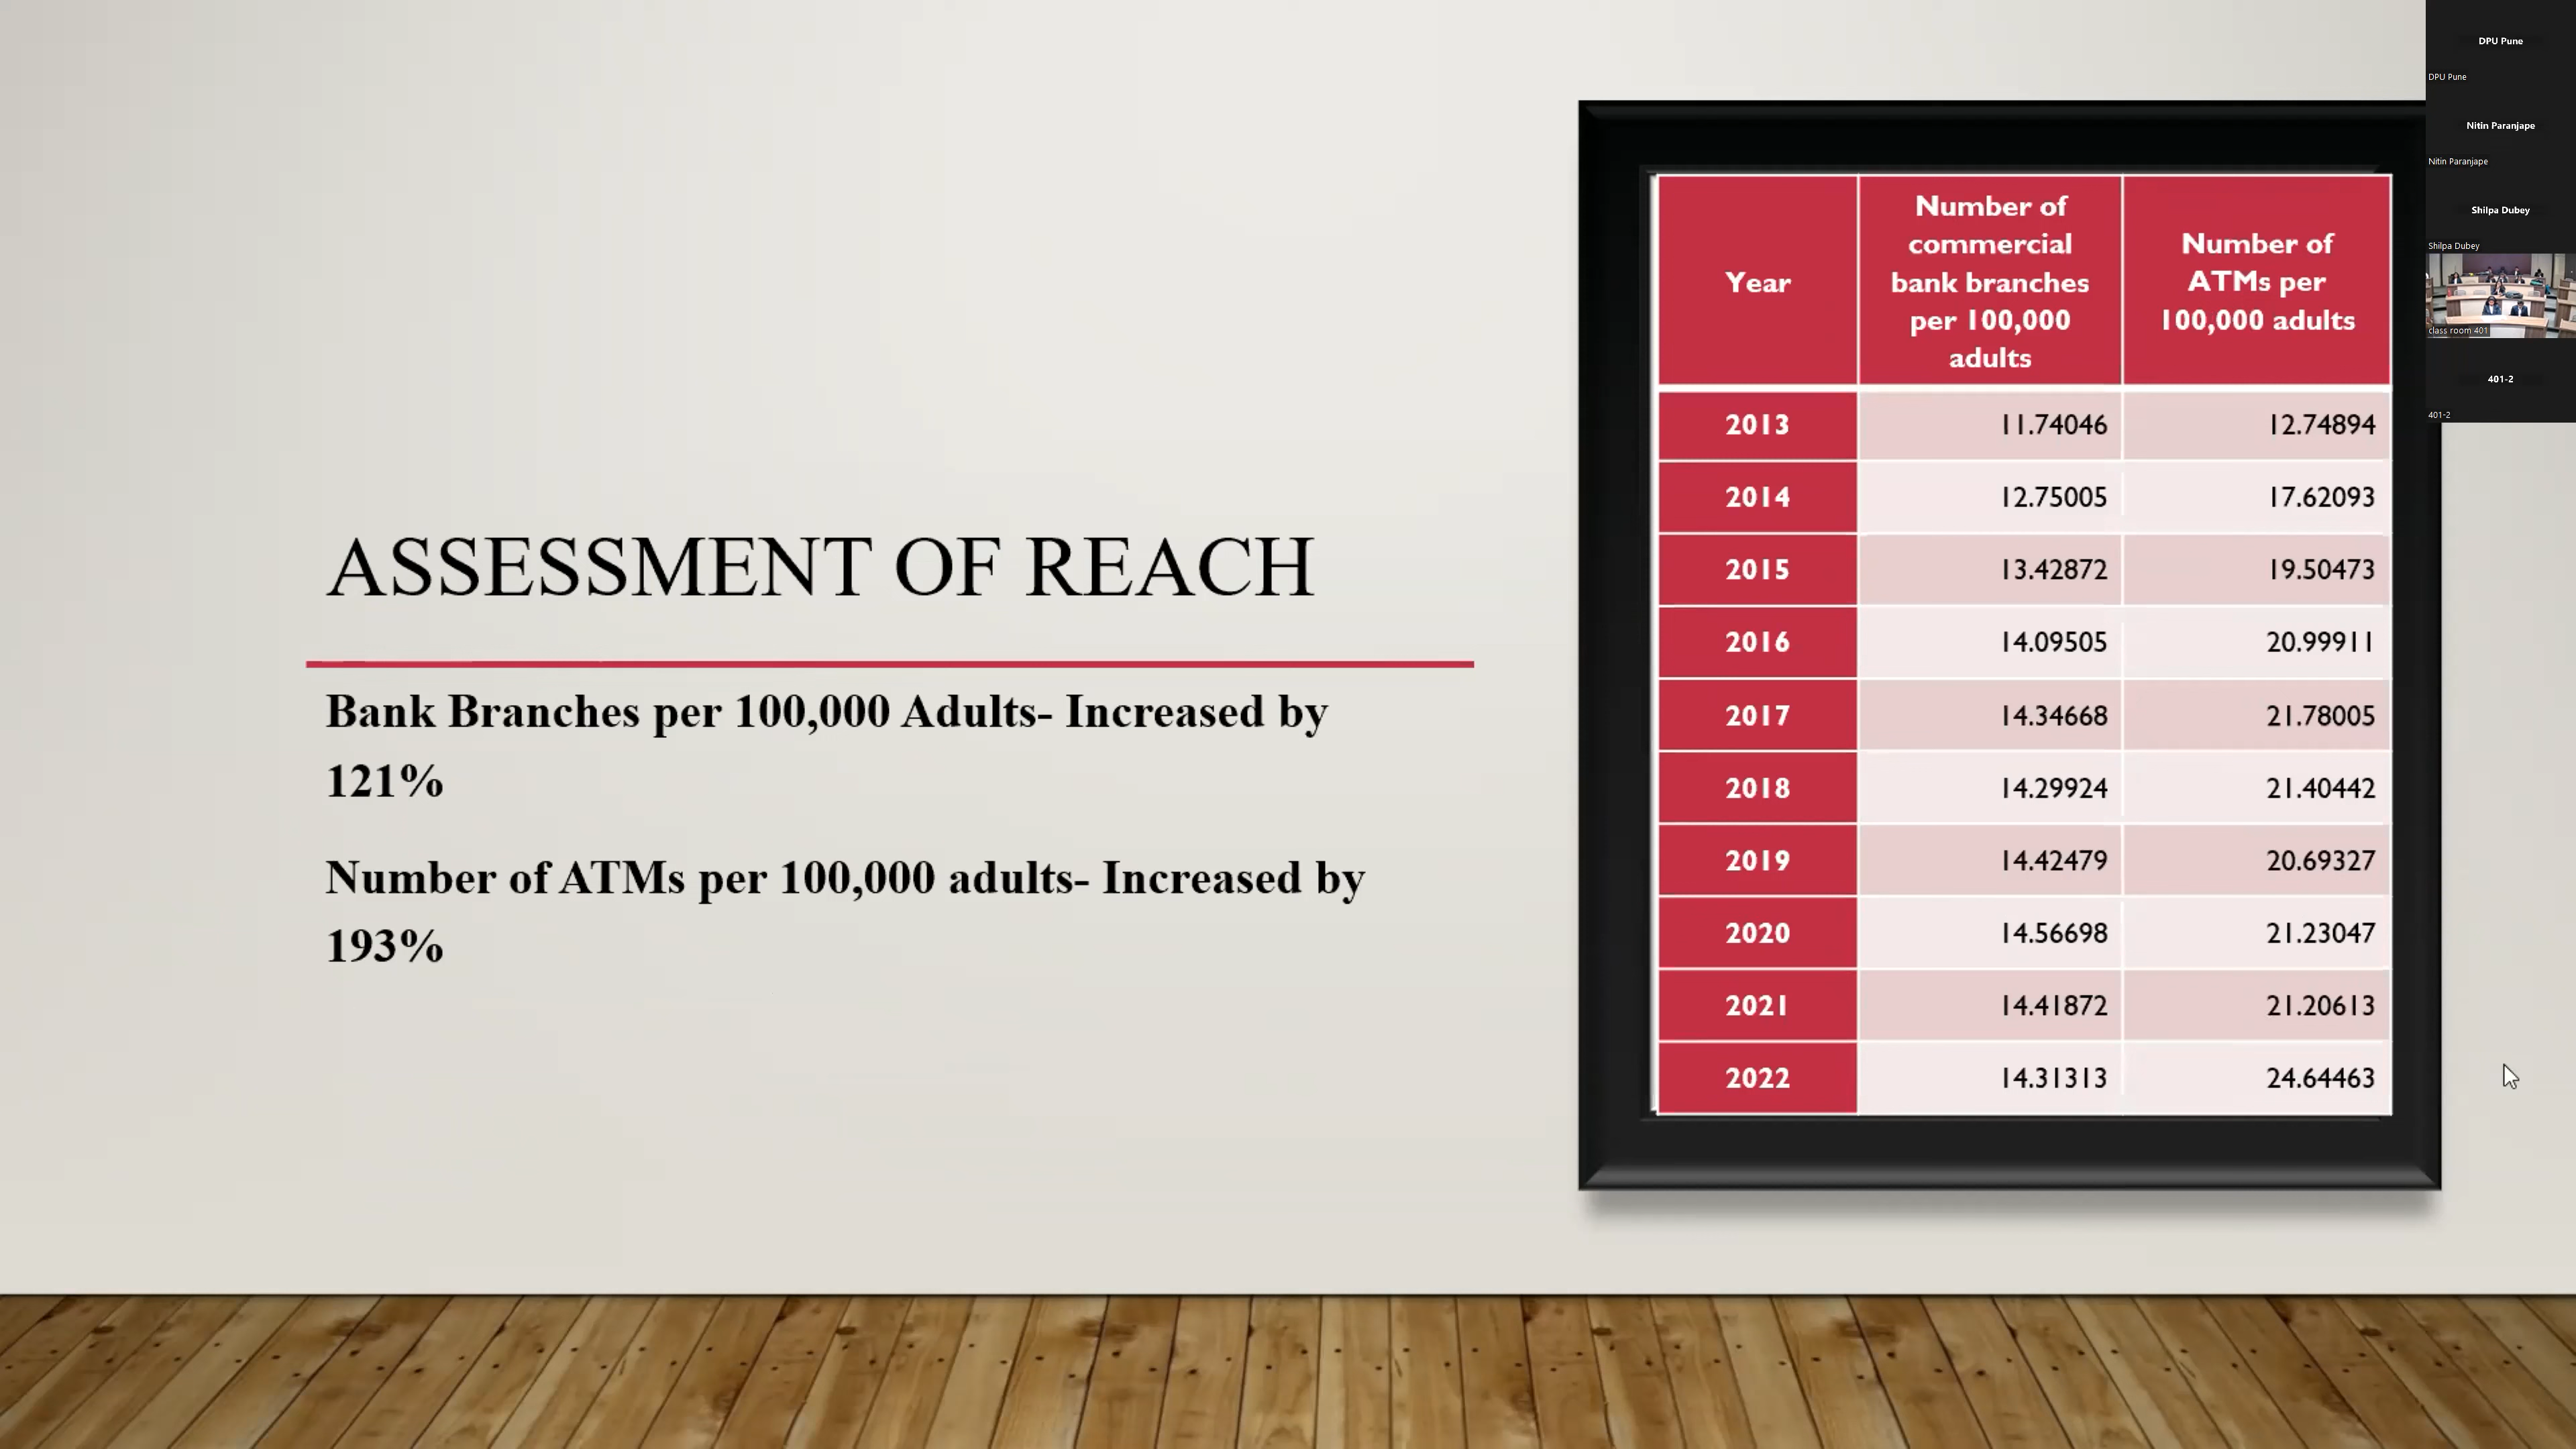 ASSESSMENT OF REACH
Bank Branches per 100,000 Adults- Increased by
121%
Number of ATMs per 100,000 adults- Increased by
193%
Year
Number of
commercial
bank branches
per 100,000
adults
Number of
ATMs per
100,000 adults
2013 11.74046 12.74894
2014 12.75005 17.62093
2015 13.42872 19.50473
2016 14.09505 20.99911
2017 14.34668 21.78005
2018 14.29924 21.40442
2019 14.42479 20.69327
2020 14.56698 21.23047
2021 14.41872 21.20613
2022 14.31313 24.64463
DPU Pune
DPU Pune
Nitin Paranjape
Nitin Paranjape
Shilpa Dubey
Shilpa Dubey
class room 401
401-2
401-2